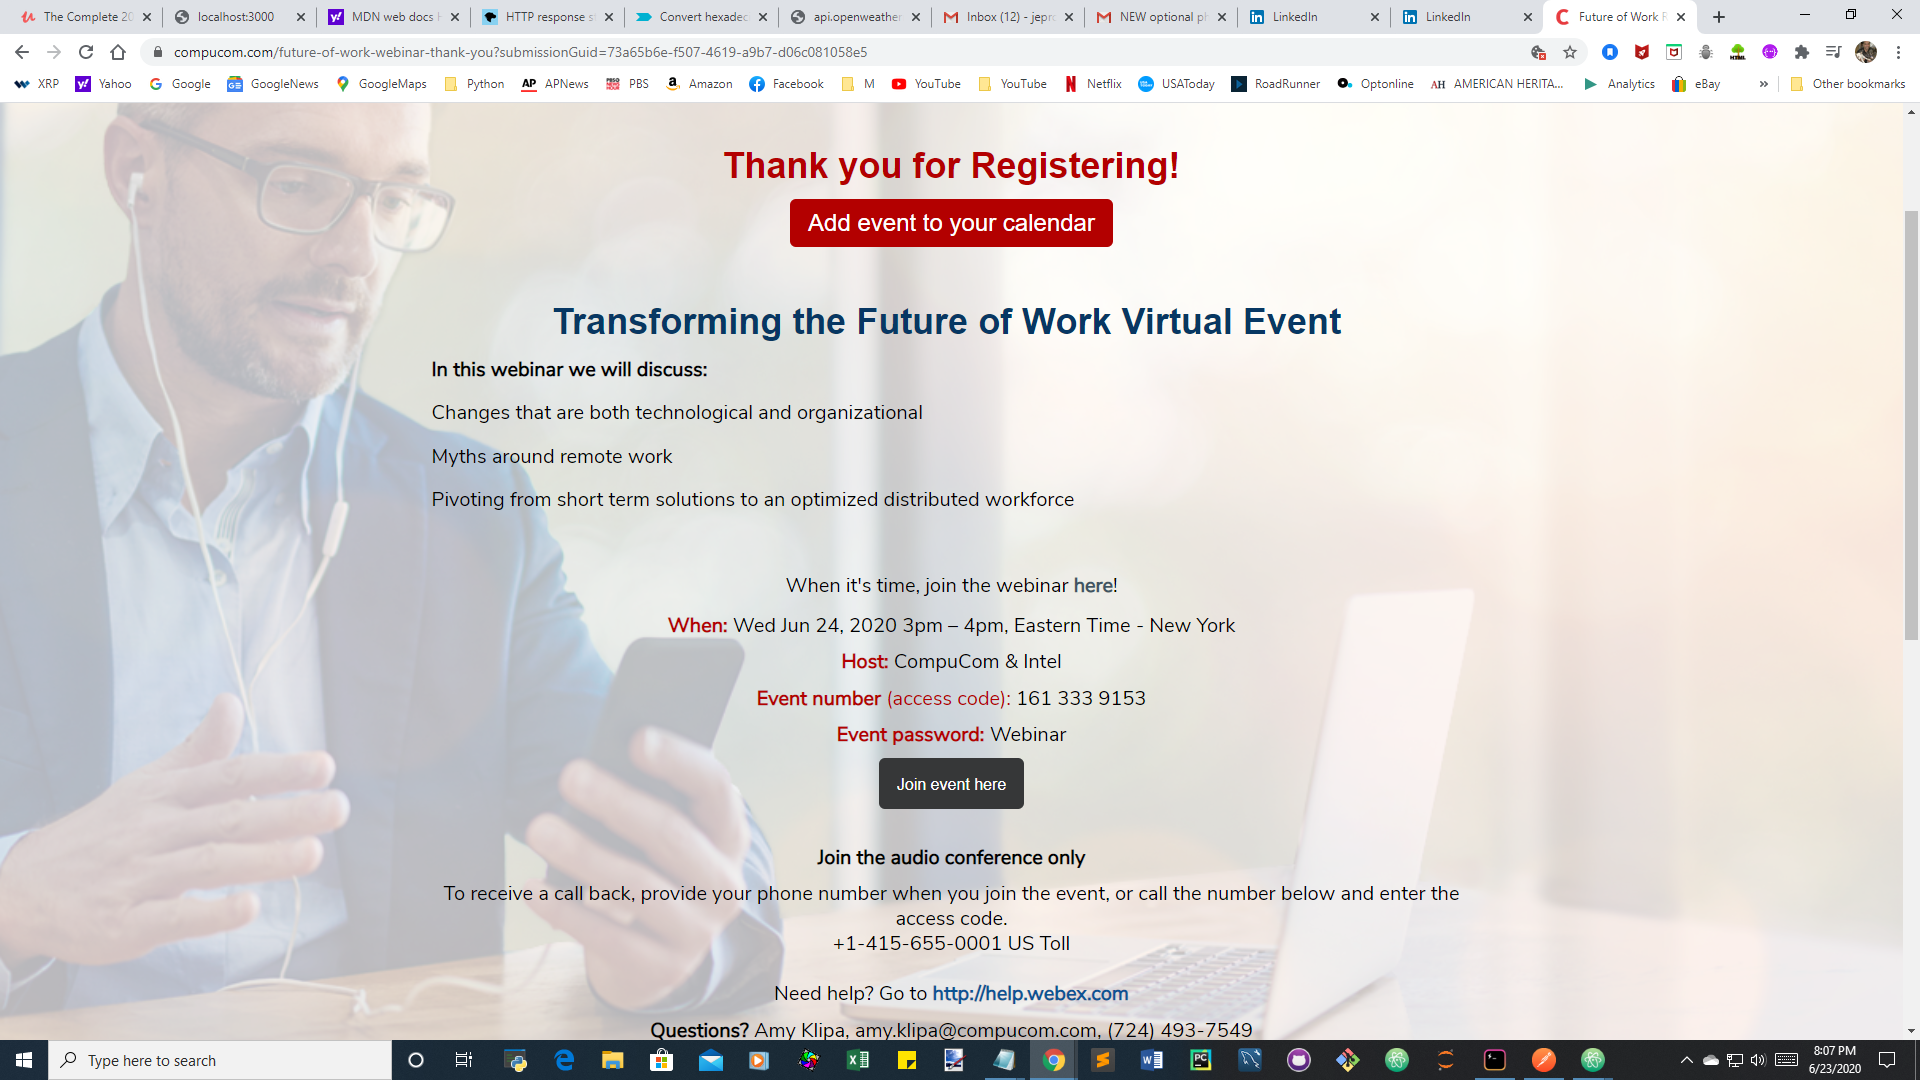 The Complete 20
localhost:3000
MDN web docs
HTTP response st
Convert hexadec
api.openweather
Inbox (12) - jepro
NEW optional ph
LinkedIn
LinkedIn
Future of Work
compucom.com/future-of-work-webinar-thank-you?submissionGuid=73a65b6e-f507-4619-a9b7-d06c081058e5
XRP
Yahoo
Google
GoogleNews
GoogleMaps
Python
APNews
PBS
Amazon
Facebook
M
YouTube
YouTube
Netflix
USAToday
RoadRunner
Optonline
AH AMERICAN HERITA...
Analytics
eBay
»
Other bookmarks
Thank you for Registering!
Add event to your calendar
Transforming the Future of Work Virtual Event
In this webinar we will discuss:
Changes that are both technological and organizational
Myths around remote work
Pivoting from short term solutions to an optimized distributed workforce
When it's time, join the webinar here!
When: Wed Jun 24, 2020 3pm – 4pm, Eastern Time - New York
Host: CompuCom & Intel
Event number (access code): 161 333 9153
Event password: Webinar
Join event here
Join the audio conference only
To receive a call back, provide your phone number when you join the event, or call the number below and enter the
access code.
+1-415-655-0001 US Toll
Need help? Go to http://help.webex.com
Questions? Amy Klipa, amy.klipa@compucom.com, (724) 493-7549
Type here to search
8:07 PM
6/23/2020